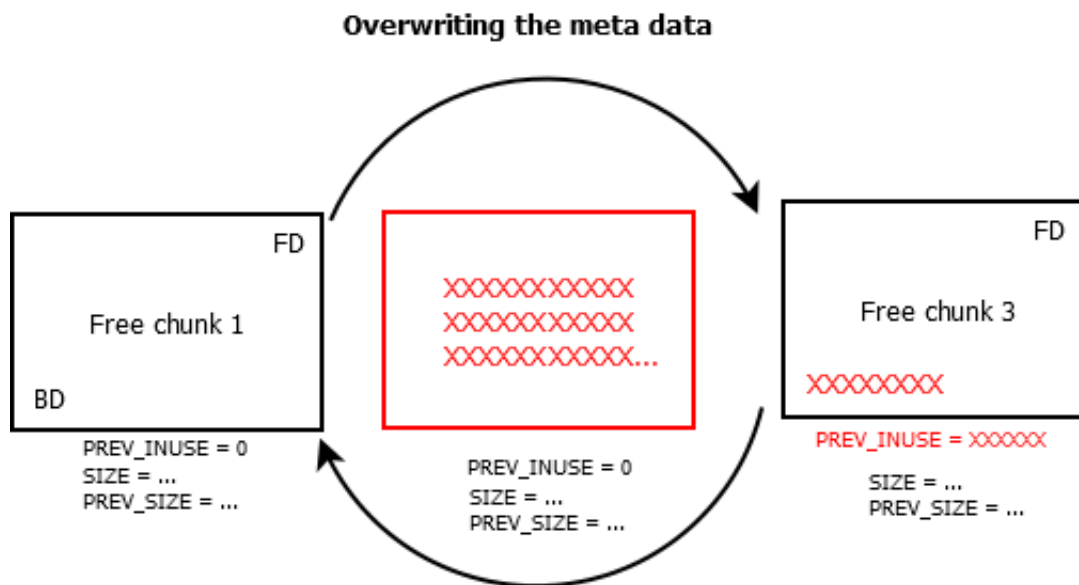 Overwriting the meta data
FD
Free chunk 1
BD
PREV_INUSE = 0
SIZE = ...
PREV_SIZE = ...
XXXXXXXXXXX
XXXXXXXXXXX
XXXXXXXXXXX...
PREV_INUSE = 0
SIZE = ...
PREV_SIZE = ...
FD
Free chunk 3
XXXXXXXX
PREV_INUSE = XXXXXX
SIZE = ...
PREV_SIZE = ...